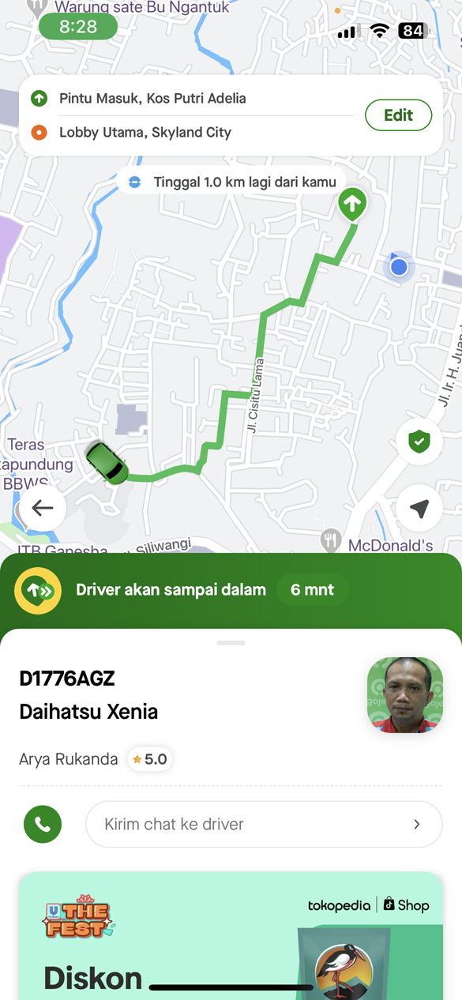 Warung sate Bu Ngantuk
8:28
84
Pintu Masuk, Kos Putri Adelia
Edit
Lobby Utama, Skyland City
Tinggal 1.0 km lagi dari kamu
Jl. Cisitu Lama
Jl. Ir. H. Juan
Teras
kapundung
BBWS
ITB Ganesha
Siliwangi
McDonald's
Driver akan sampai dalam
6 mnt
D1776AGZ
Daihatsu Xenia
goje
Arya Rukanda
5.0
Kirim chat ke driver
THE
FEST
tokopedia
Shop
Diskon